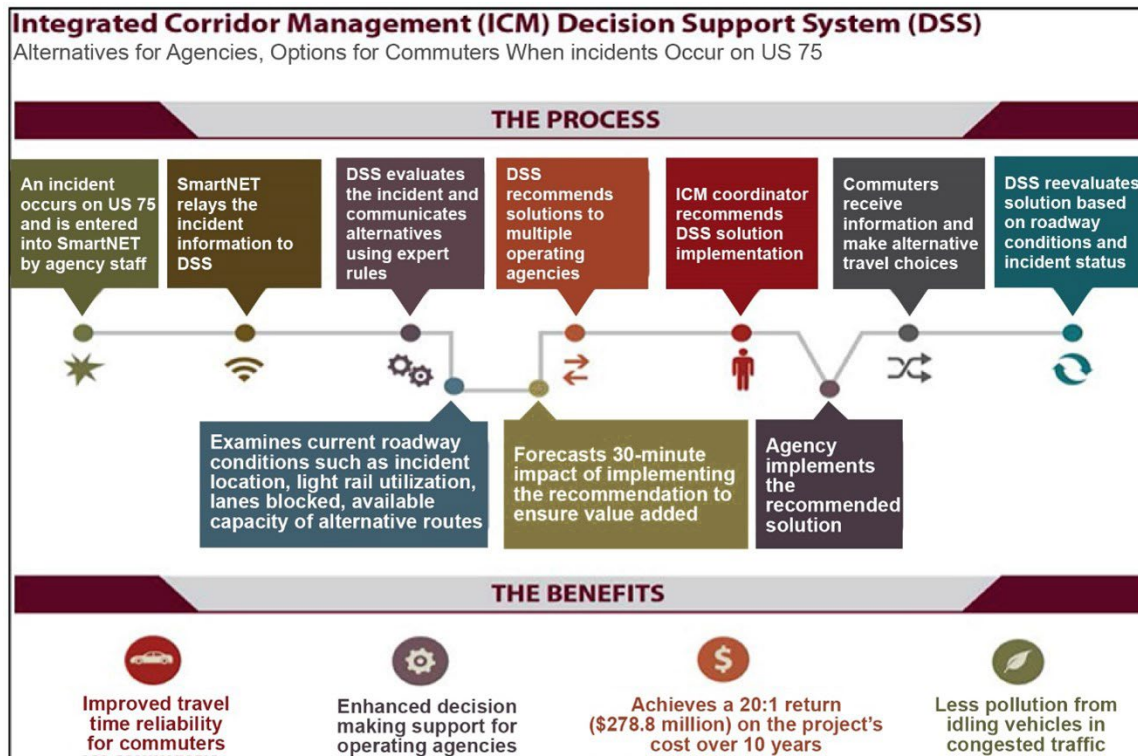 Integrated Corridor Management (ICM) Decision Support System (DSS)
Alternatives for Agencies, Options for Commuters When incidents Occur on US 75
THE PROCESS
An incident
occurs on US 75
and is entered
into SmartNET
by agency staff
SmartNET
relays the
incident
information to
DSS
DSS evaluates
the incident and
communicates
alternatives
using expert
rules
DSS
recommends
solutions to
multiple
operating
agencies
ICM coordinator
recommends
DSS solution
implementation
Commuters
receive
information and
make alternative
travel choices
DSS reevaluates
solution based
on roadway
conditions and
incident status
Examines current roadway
conditions such as incident
location, light rail utilization,
lanes blocked, available
capacity of alternative routes
Forecasts 30-minute
impact of implementing
the recommendation to
ensure value added
Agency
implements
the
recommended
solution
THE BENEFITS
Improved travel
time reliability
for commuters
Enhanced decision
making support for
operating agencies
$
Achieves a 20:1 return
($278.8 million) on the project's
cost over 10 years
Less pollution from
idling vehicles in
congested traffic